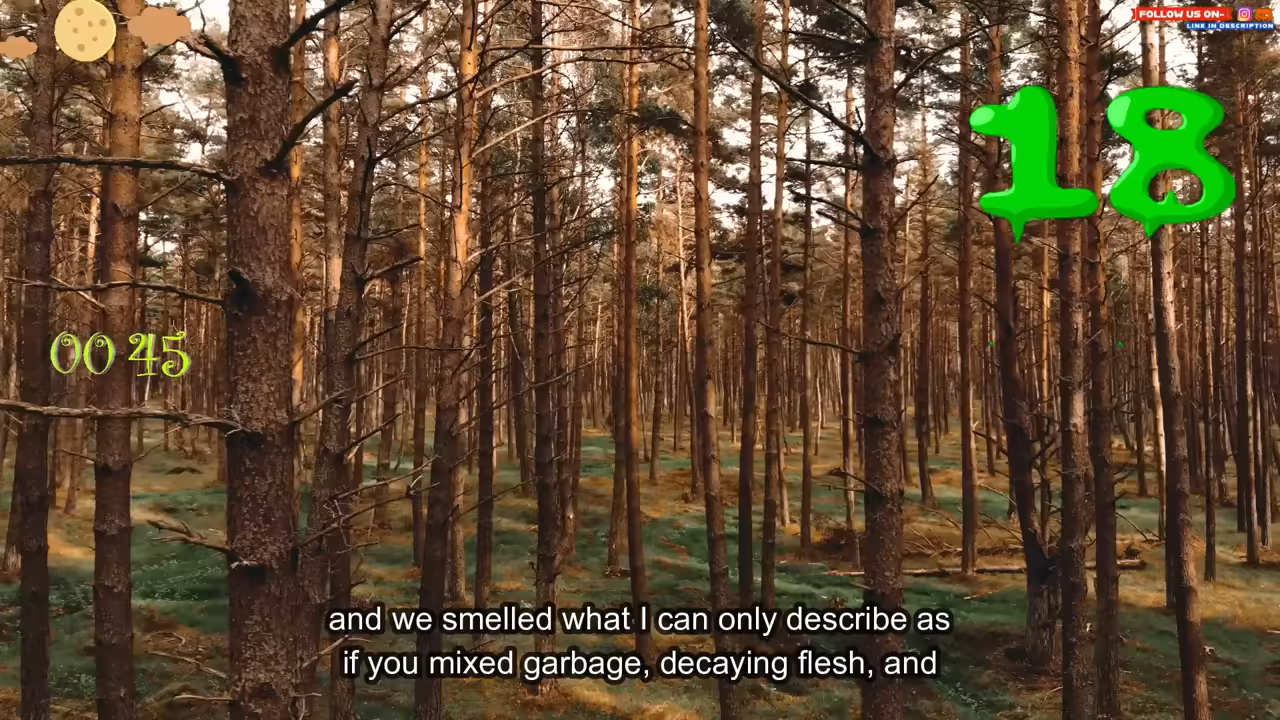 FOLLOW US ON-
LINK IN DESCRIPTION
18
00 45
and we smelled what I can only describe as
if you mixed garbage, decaying flesh, and